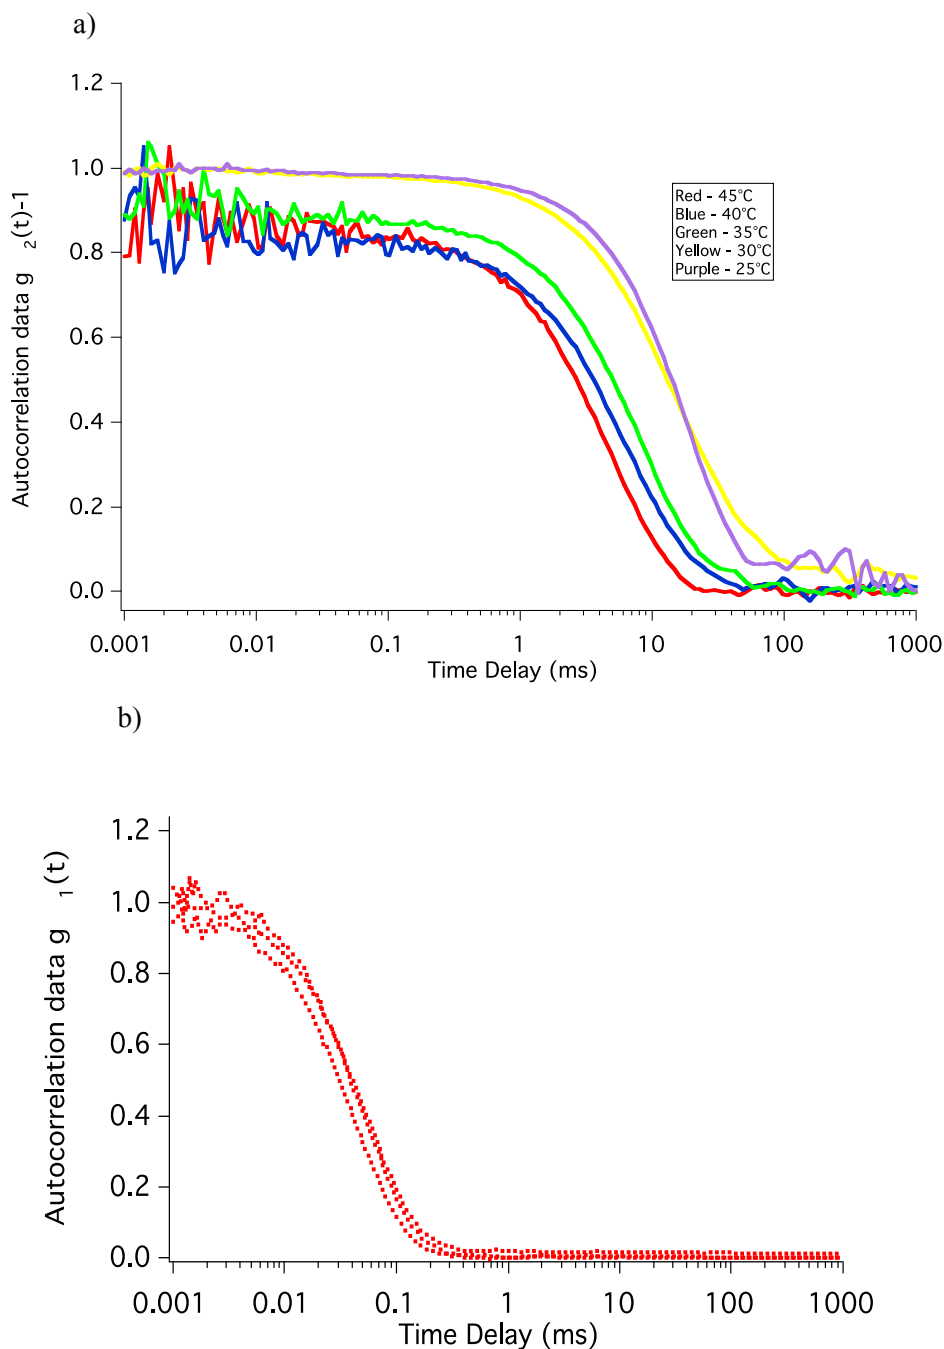 a)
1.2
1.0
0.8
0.6
0.4
0.2
0.0
Autocorrelation data g 2(t)-1
Red - 45°C
Blue - 40°C
Green - 35°C
Yellow - 30°C
Purple - 25°C
0.001 0.01 0.1 1 10 100 1000
Time Delay (ms)
b)
1.2
1.0
0.8
0.6
0.4
0.2
0.0
Autocorrelation data g 1(t)
0.001 0.01 0.1 1 10 100 1000
Time Delay (ms)